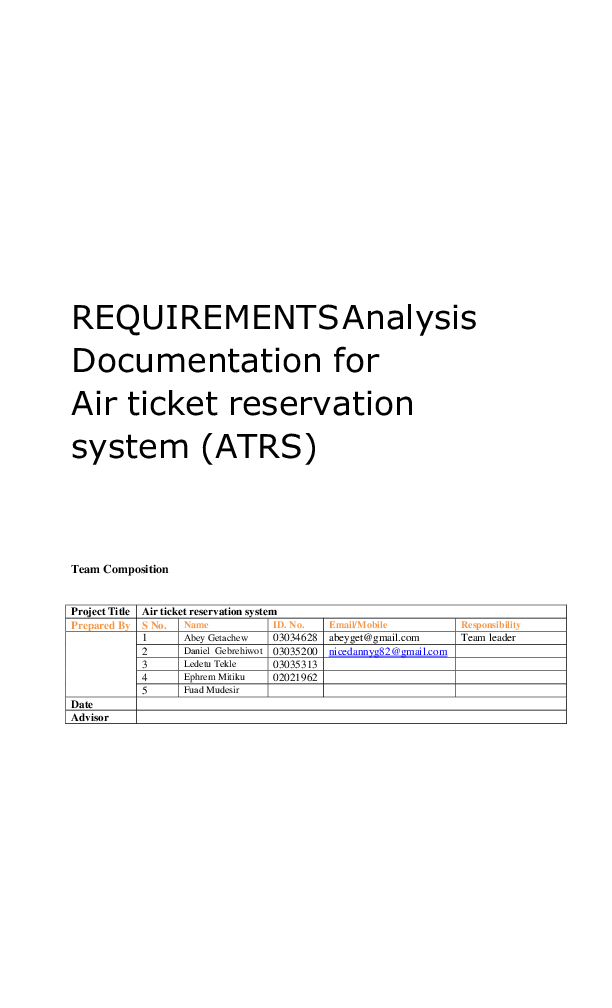 REQUIREMENTS Analysis
Documentation for
Air ticket reservation
system (ATRS)
Team Composition
Project Title Air ticket reservation system
Prepared By S No. Name ID. No. Email/Mobile Responsibility
1 Abey Getachew 03034628 abeyget@gmail.com Team leader
2 Daniel Gebrehiwot 03035200 nicedannyg82@gmail.com
3 Ledetu Tekle 03035313
4 Ephrem Mitiku 02021962
5 Fuad Mudesir
Date
Advisor